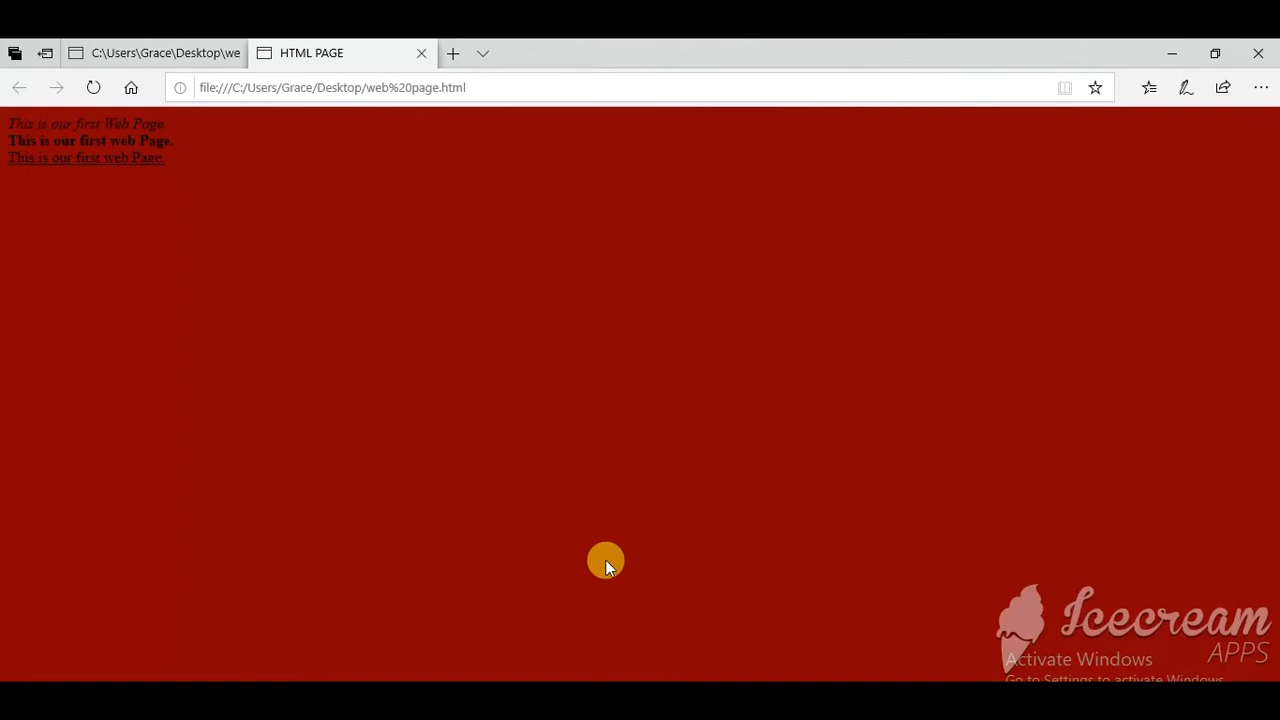 C:\Users\Grace\Desktop\we
HTML PAGE
file:///C:/Users/Grace/Desktop/web%20page.html
This is our first Web Page.
This is our first web Page.
This is our first web Page.
Icecream
APPS
Activate Windows
Go to Settings to activate Windows.